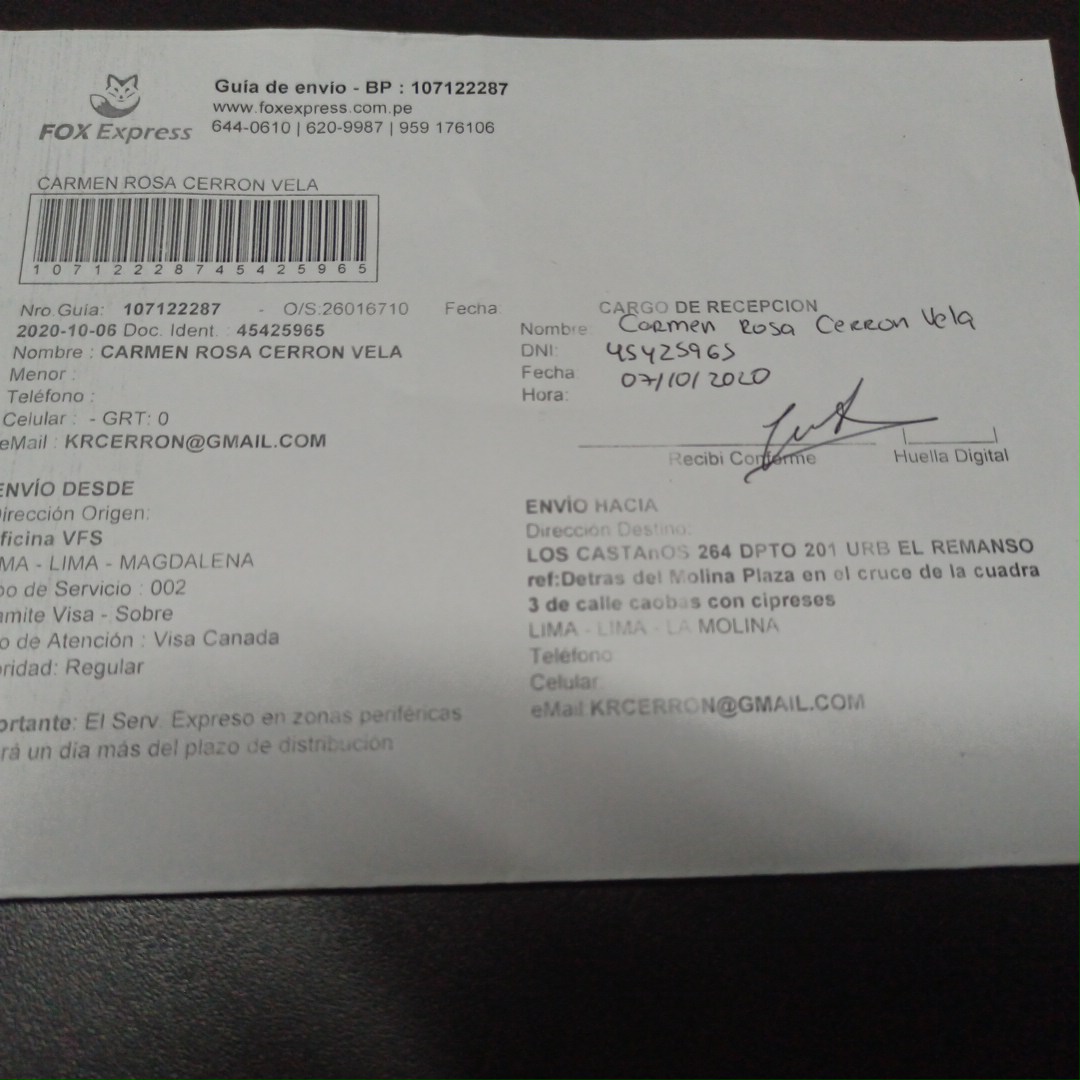 FOX Express
Guía de envío - BP : 107122287
www.foxexpress.com.pe
644-0610 | 620-9987 | 959 176106
CARMEN ROSA CERRON VELA
10712228745425965
Nro.Guia: 107122287 - O/S:26016710 Fecha:
2020-10-06 Doc. Ident. : 45425965
Nombre : CARMEN ROSA CERRON VELA
Menor :
Teléfono :
Celular : - GRT: 0
eMail : KRCERRON@GMAIL.COM
ENVÍO DESDE
irección Origen:
ficina VFS
MA - LIMA - MAGDALENA
po de Servicio : 002
amite Visa - Sobre
o de Atención : Visa Canada
oridad: Regular
ortante: El Serv. Expreso en zonas periféricas
rá un día más del plazo de distribución
CARGO DE RECEPCION
Nombre Carmen Rosa Cerron Vela
DNI: 45425965
Fecha 07/10/2020
Hora:
Recibi Conforme
Huella Digital
ENVÍO HACIA
Dirección Destino:
LOS CASTAnOS 264 DPTO 201 URB EL REMANSO
ref:Detras del Molina Plaza en el cruce de la cuadra
3 de calle caobas con cipreses
LIMA - LIMA - LA MOLINA
Teléfono
Celular
eMail KRCERRON@GMAIL.COM